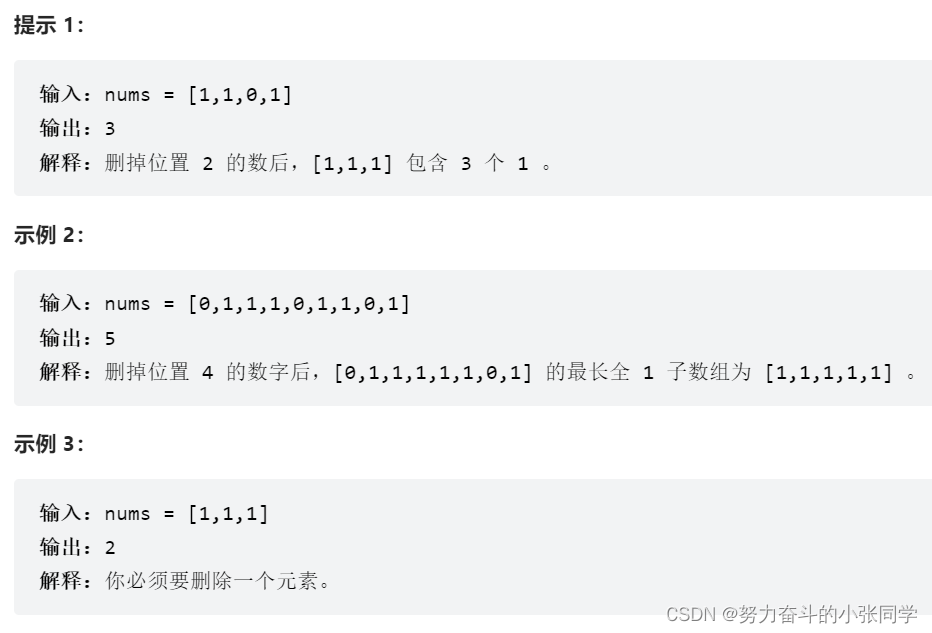 提示 1：
输入：nums = [1,1,0,1]
输出：3
解释：删掉位置 2 的数后，[1,1,1] 包含 3 个 1 。
示例 2：
输入：nums = [0,1,1,1,0,1,1,0,1]
输出：5
解释：删掉位置 4 的数字后，[0,1,1,1,1,1,0,1] 的最长全 1 子数组为 [1,1,1,1,1] 。
示例 3：
输入：nums = [1,1,1]
输出：2
解释：你必须要删除一个元素。
CSDN @努力奋斗的小张同学